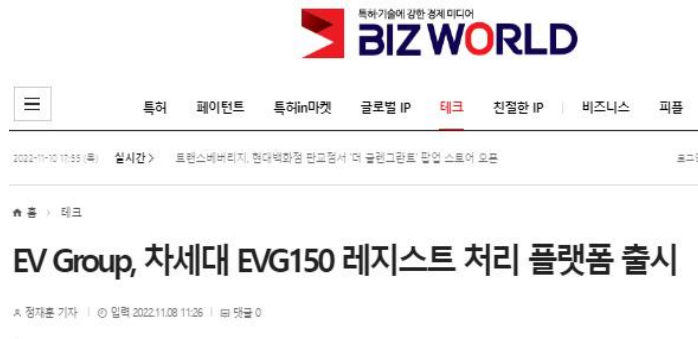 특허·기술에 강한 경제 미디어
BIZ WORLD
특허 페이턴트 특허in마켓 글로벌 IP 테크 친절한 IP 비즈니스 피플
2022-11-10 17:55 (목) 실시간 > 트랜스베버리지, 현대백화점 판교점서 '더 글렌그란트' 팝업 스토어 오픈
홈 > 테크
EV Group, 차세대 EVG150 레지스트 처리 플랫폼 출시
정재훈 기자 입력 2022.11.08 11:26 댓글 0